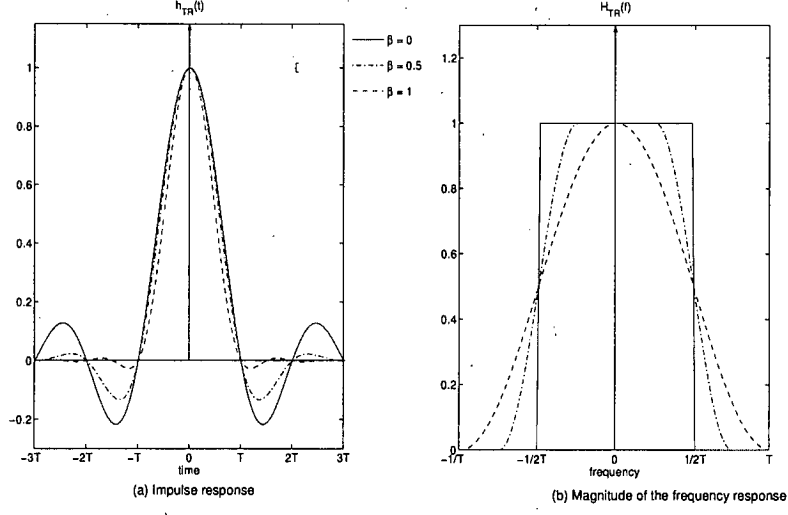 h_TR(t)
1
0.8
0.6
0.4
0.2
0
−0.2
−3T −2T −T 0 T 2T 3T
time
(a) Impulse response
β = 0
β = 0.5
β = 1
H_TR(f)
1.2
1
0.8
0.6
0.4
0.2
0
−1/T −1/2T 0 1/2T T
frequency
(b) Magnitude of the frequency response